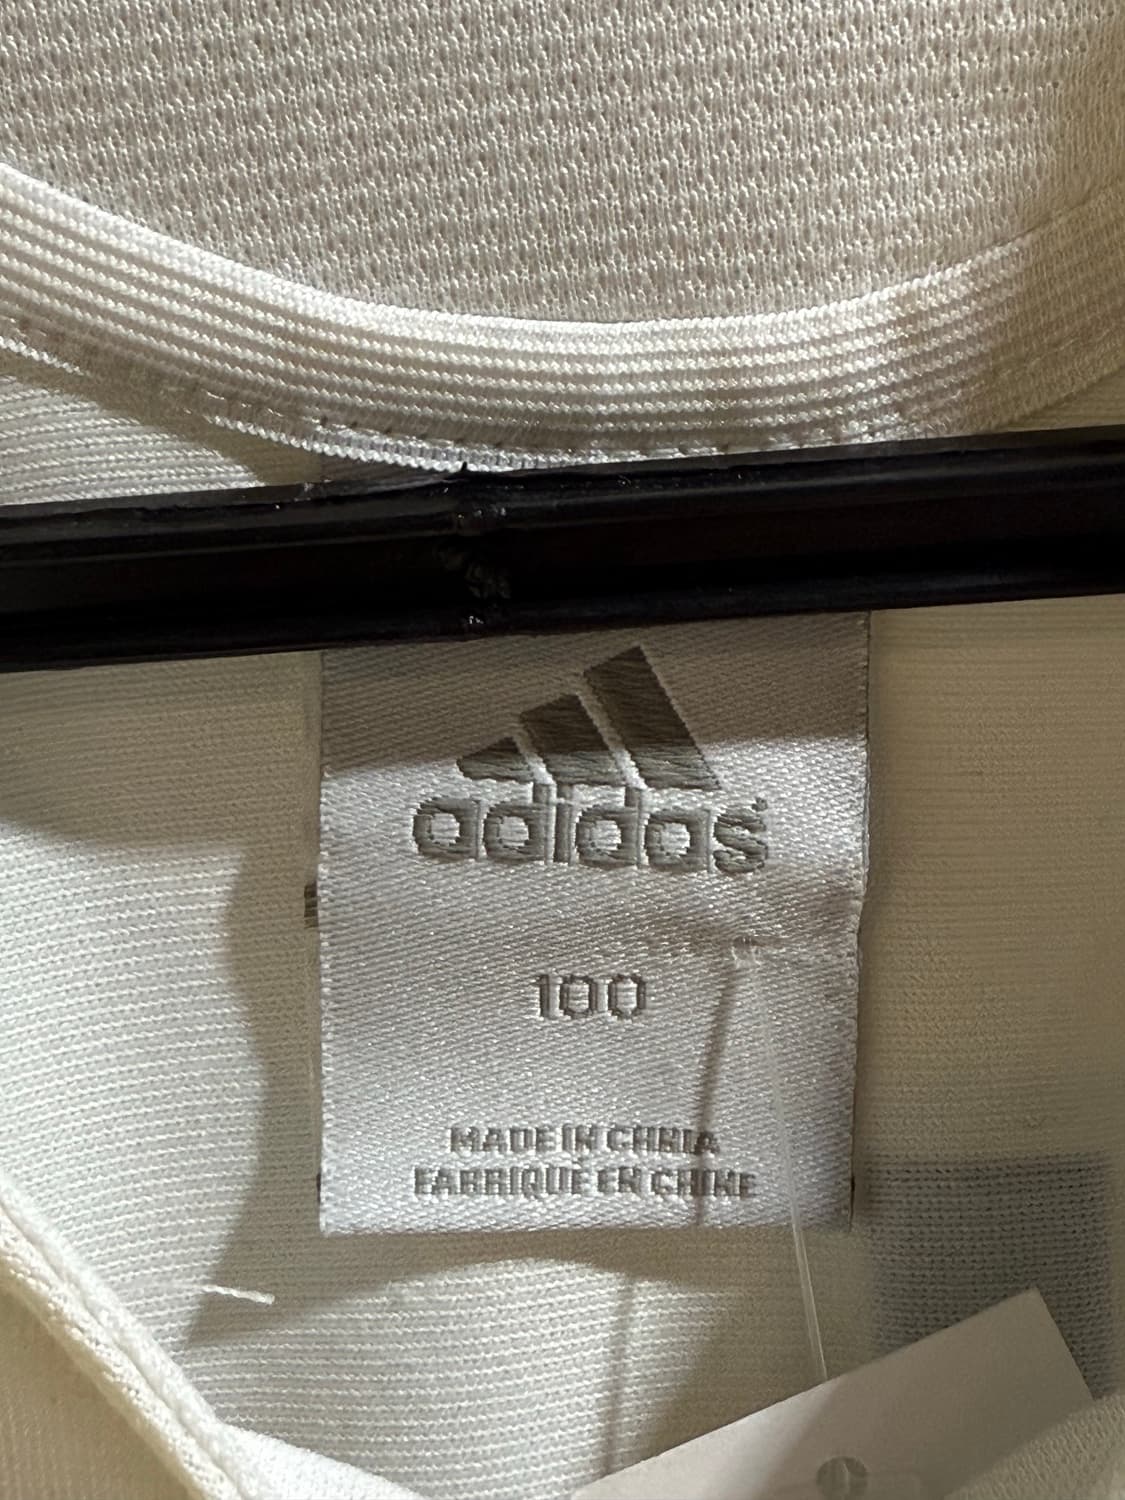 adidas®
100
MADE IN CHINA
FABRIQUÉ EN CHINE